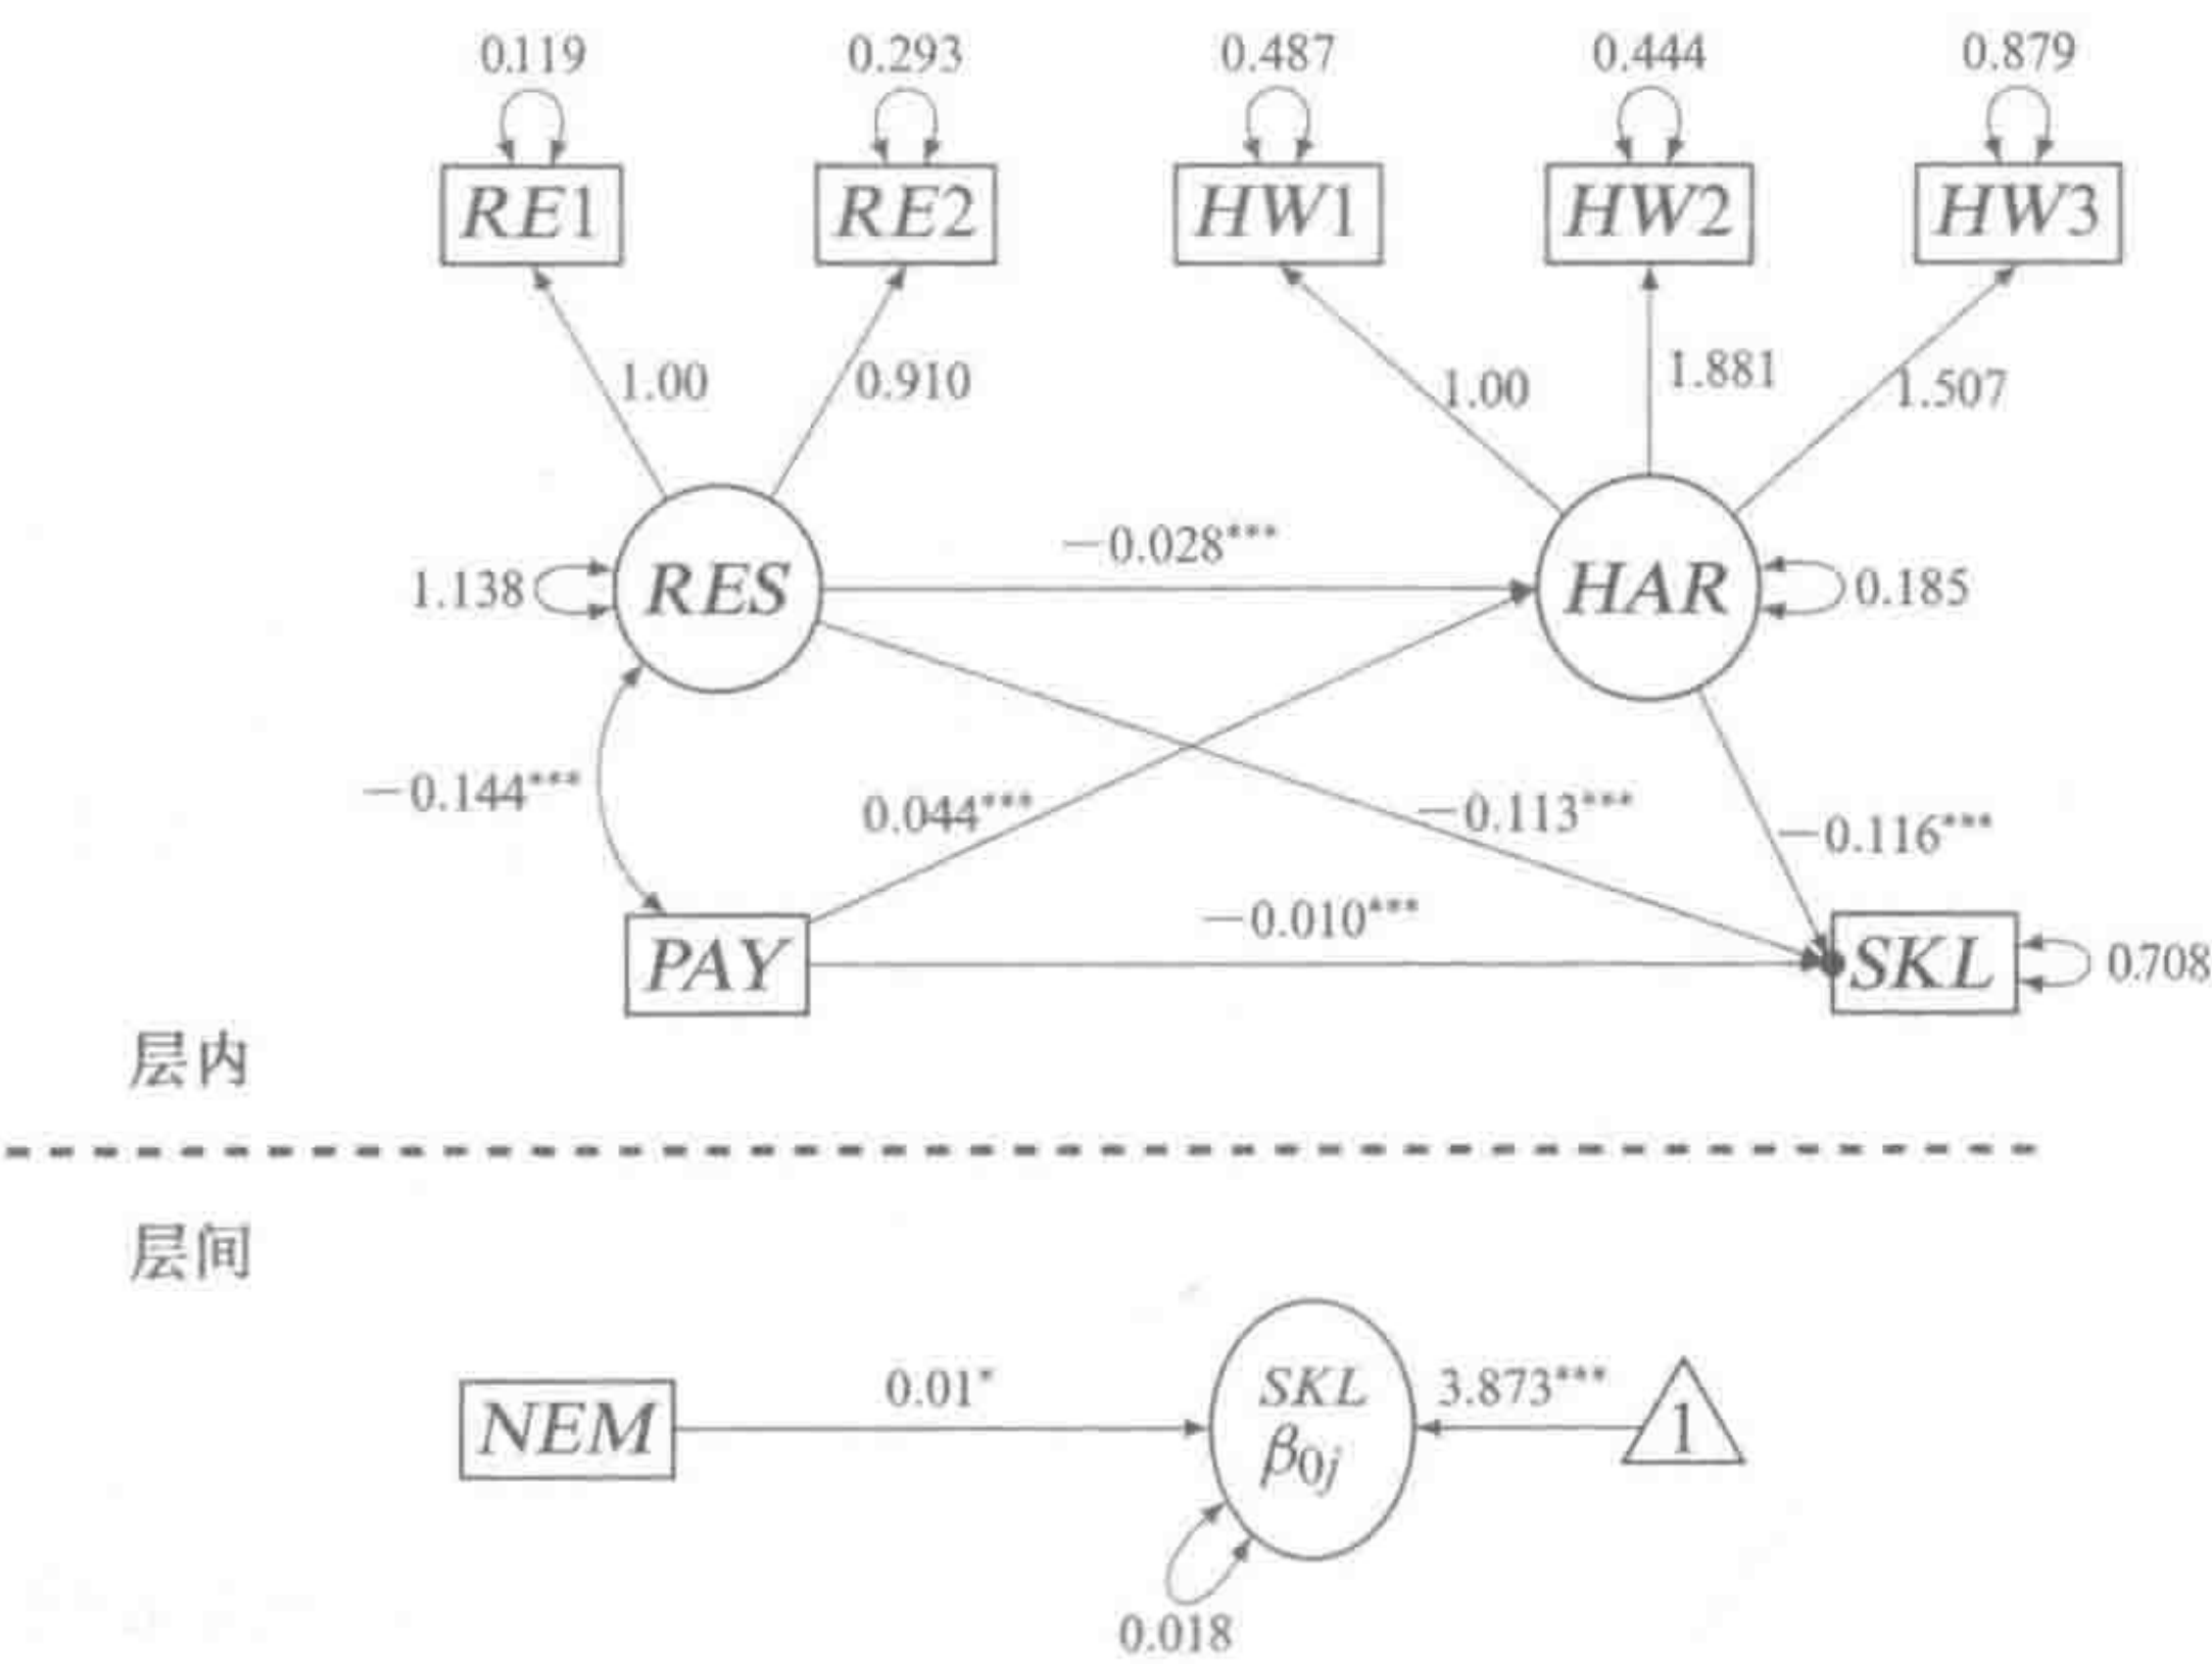 0.119 0.293 0.487 0.444 0.879
RE1 RE2 HW1 HW2 HW3
1.00 0.910 1.00 1.881 1.507
−0.028***
1.138 RES HAR 0.185
−0.144*** 0.044*** −0.113*** −0.116***
−0.010***
PAY SKL 0.708
层内
层间
0.01* SKL 3.873***
NEM β0j 1
0.018